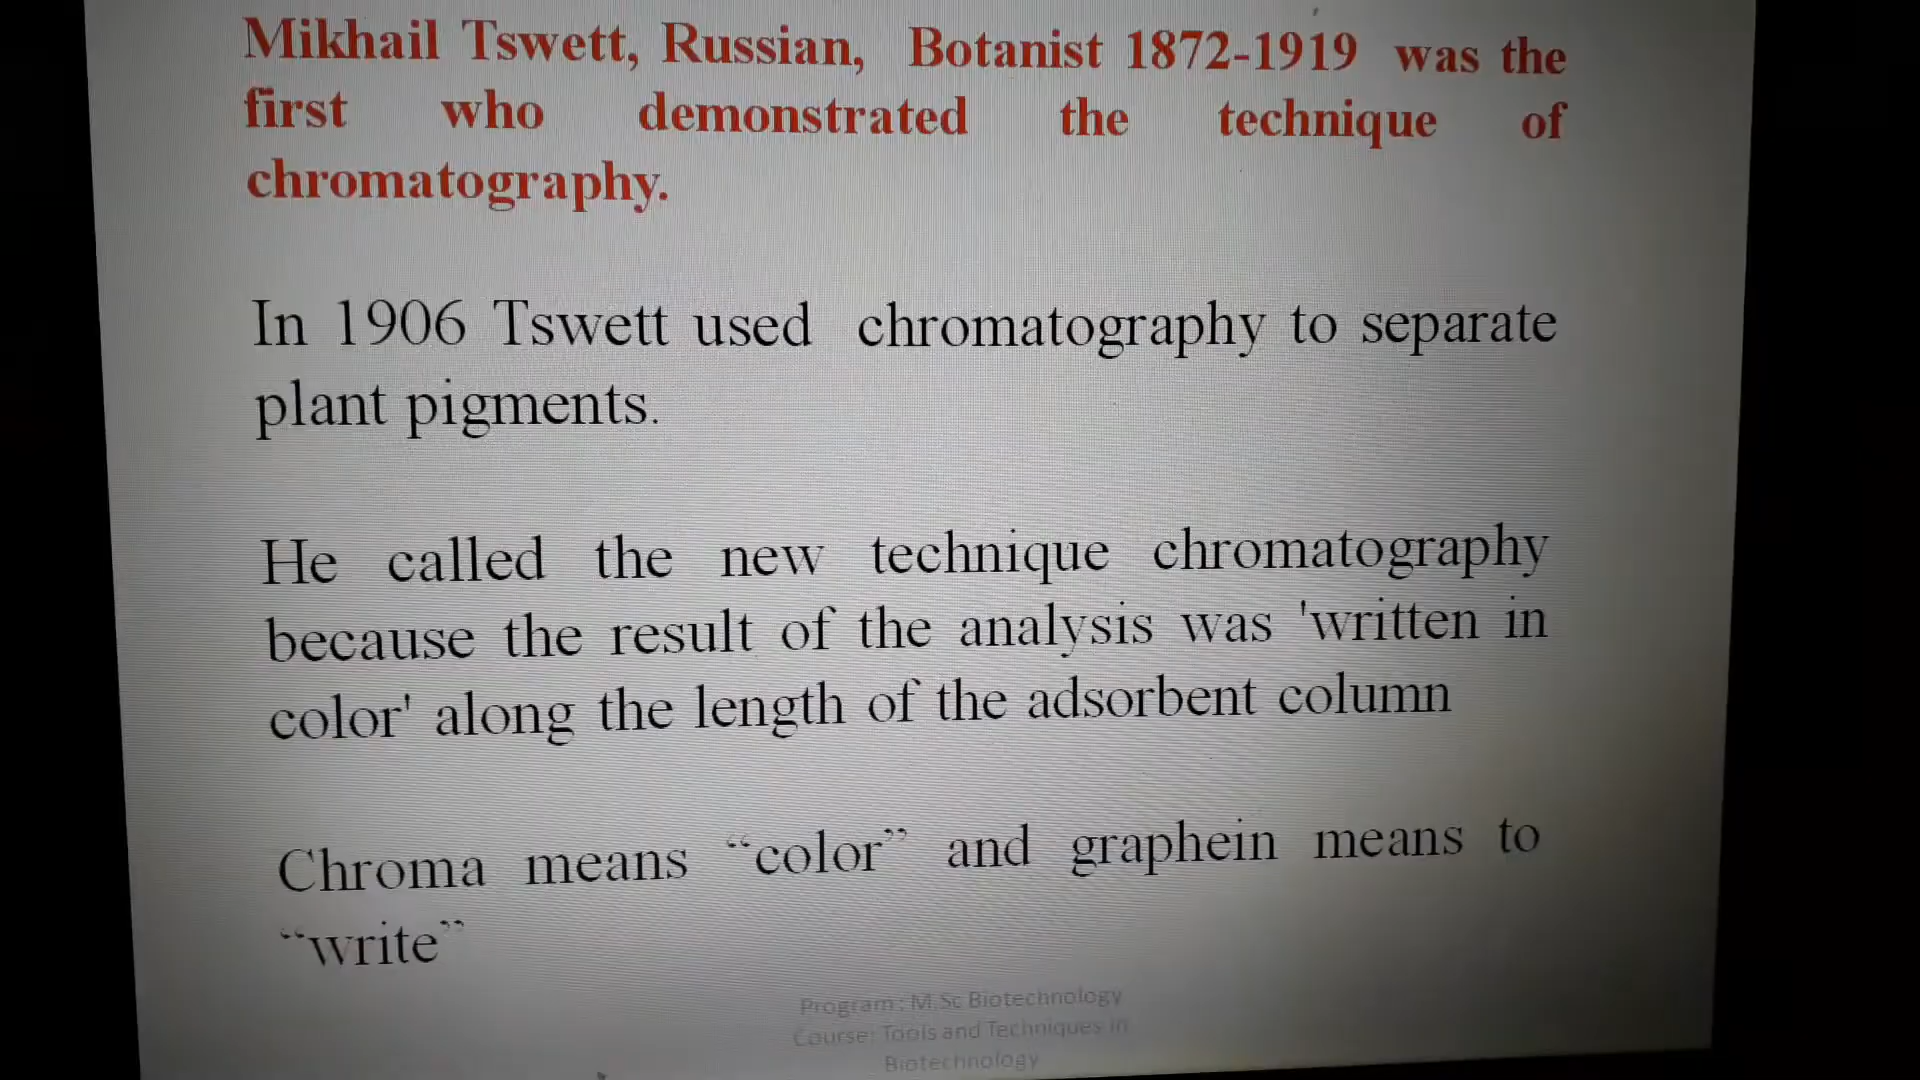 Mikhail Tswett, Russian, Botanist 1872-1919 was the
first who demonstrated the technique of
chromatography.
In 1906 Tswett used chromatography to separate
plant pigments.
He called the new technique chromatography
because the result of the analysis was 'written in
color' along the length of the adsorbent column
Chroma means “color” and graphein means to
“write”
Program: M.Sc Biotechnology
Course: Tools and Techniques in
Biotechnology